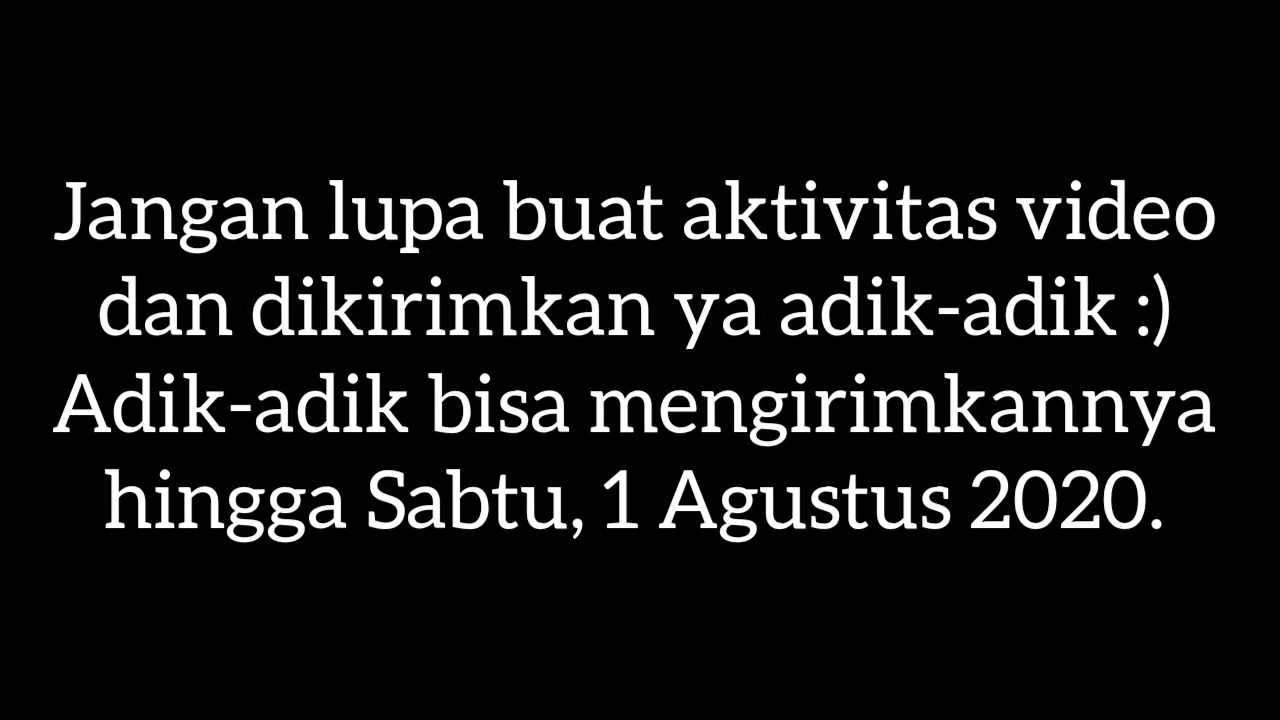 Jangan lupa buat aktivitas video
dan dikirimkan ya adik-adik :)
Adik-adik bisa mengirimkannya
hingga Sabtu, 1 Agustus 2020.